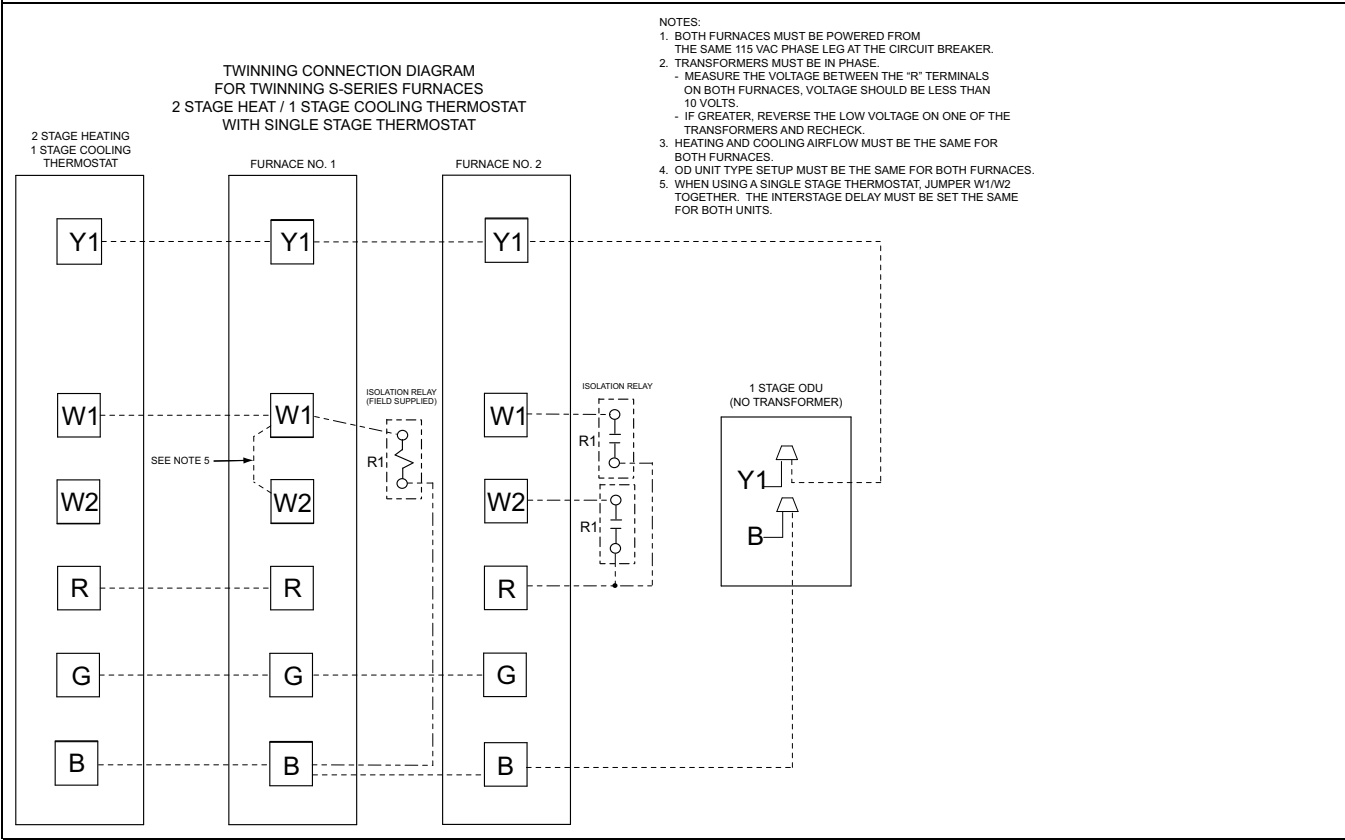 NOTES:
1. BOTH FURNACES MUST BE POWERED FROM
THE SAME 115 VAC PHASE LEG AT THE CIRCUIT BREAKER.
2. TRANSFORMERS MUST BE IN PHASE.
- MEASURE THE VOLTAGE BETWEEN THE “R” TERMINALS
ON BOTH FURNACES, VOLTAGE SHOULD BE LESS THAN
10 VOLTS.
- IF GREATER, REVERSE THE LOW VOLTAGE ON ONE OF THE
TRANSFORMERS AND RECHECK.
3. HEATING AND COOLING AIRFLOW MUST BE THE SAME FOR
BOTH FURNACES.
4. OD UNIT TYPE SETUP MUST BE THE SAME FOR BOTH FURNACES.
5. WHEN USING A SINGLE STAGE THERMOSTAT, JUMPER W1/W2
TOGETHER. THE INTERSTAGE DELAY MUST BE SET THE SAME
FOR BOTH UNITS.
TWINNING CONNECTION DIAGRAM
FOR TWINNING S-SERIES FURNACES
2 STAGE HEAT / 1 STAGE COOLING THERMOSTAT
WITH SINGLE STAGE THERMOSTAT
2 STAGE HEATING
1 STAGE COOLING
THERMOSTAT
FURNACE NO. 1
FURNACE NO. 2
Y1
Y1
Y1
ISOLATION RELAY
(FIELD SUPPLIED)
ISOLATION RELAY
1 STAGE ODU
(NO TRANSFORMER)
W1
W1
W1
R1
R1
SEE NOTE 5
Y1
W2
W2
W2
R1
B
R
R
R
G
G
G
B
B
B